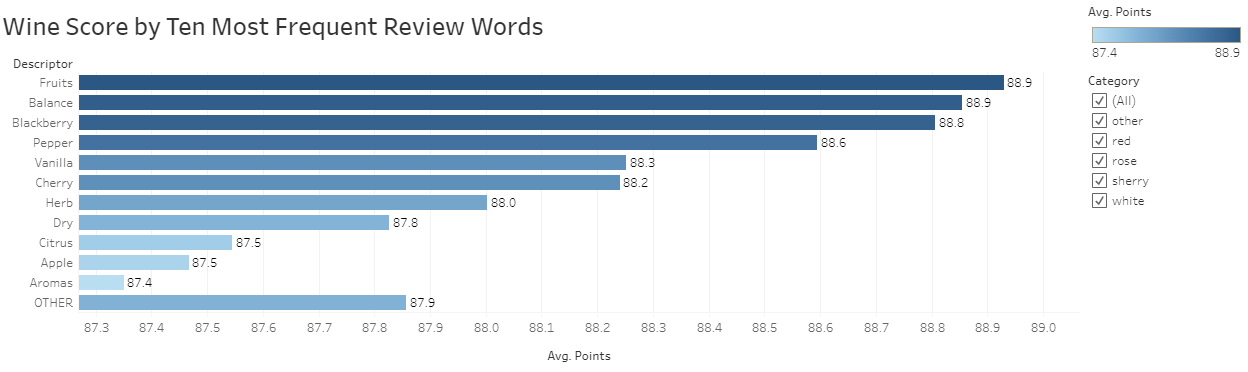 Wine Score by Ten Most Frequent Review Words
Descriptor
Fruits 88.9
Balance 88.9
Blackberry 88.8
Pepper 88.6
Vanilla 88.3
Cherry 88.2
Herb 88.0
Dry 87.8
Citrus 87.5
Apple 87.5
Aromas 87.4
OTHER 87.9
87.3 87.4 87.5 87.6 87.7 87.8 87.9 88.0 88.1 88.2 88.3 88.4 88.5 88.6 88.7 88.8 88.9 89.0
Avg. Points
Avg. Points
87.4 88.9
Category
(All)
other
red
rose
sherry
white